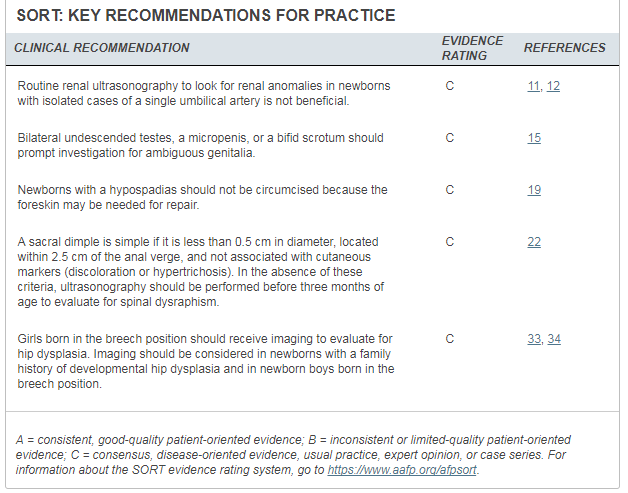 SORT: KEY RECOMMENDATIONS FOR PRACTICE
CLINICAL RECOMMENDATION EVIDENCE RATING REFERENCES
Routine renal ultrasonography to look for renal anomalies in newborns C 11, 12
with isolated cases of a single umbilical artery is not beneficial.
Bilateral undescended testes, a micropenis, or a bifid scrotum should C 15
prompt investigation for ambiguous genitalia.
Newborns with a hypospadias should not be circumcised because the C 19
foreskin may be needed for repair.
A sacral dimple is simple if it is less than 0.5 cm in diameter, located C 22
within 2.5 cm of the anal verge, and not associated with cutaneous
markers (discoloration or hypertrichosis). In the absence of these
criteria, ultrasonography should be performed before three months of
age to evaluate for spinal dysraphism.
Girls born in the breech position should receive imaging to evaluate for C 33, 34
hip dysplasia. Imaging should be considered in newborns with a family
history of developmental hip dysplasia and in newborn boys born in the
breech position.
A = consistent, good-quality patient-oriented evidence; B = inconsistent or limited-quality patient-oriented
evidence; C = consensus, disease-oriented evidence, usual practice, expert opinion, or case series. For
information about the SORT evidence rating system, go to https://www.aafp.org/afpsort.